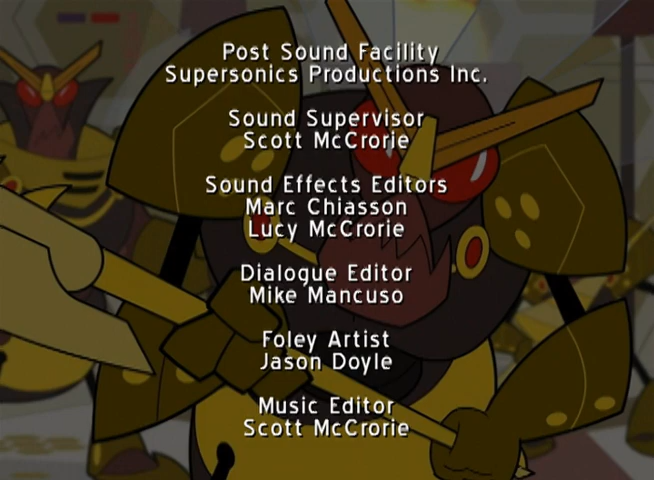 Post Sound Facility
Supersonics Productions Inc.
Sound Supervisor
Scott McCrorie
Sound Effects Editors
Marc Chiasson
Lucy McCrorie
Dialogue Editor
Mike Mancuso
Foley Artist
Jason Doyle
Music Editor
Scott McCrorie